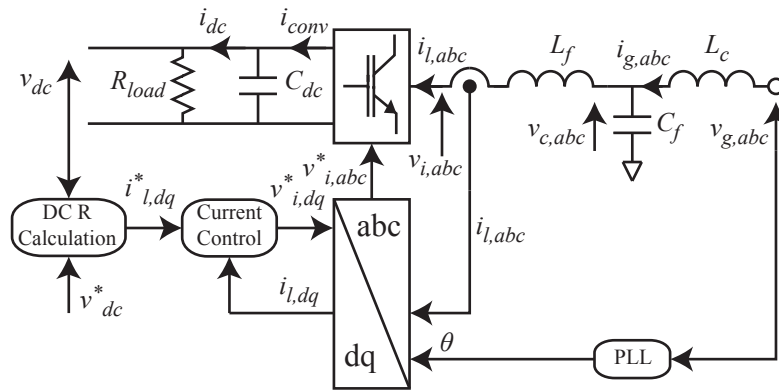 i_dc
i_conv
i_l,abc
L_f
i_g,abc
L_c
v_dc
R_load
C_dc
v_i,abc
v_c,abc
C_f
v_g,abc
i*_l,dq
v*_i,dq
v*_i,abc
DC R
Calculation
Current
Control
abc
i_l,abc
v*_dc
i_l,dq
dq
θ
PLL